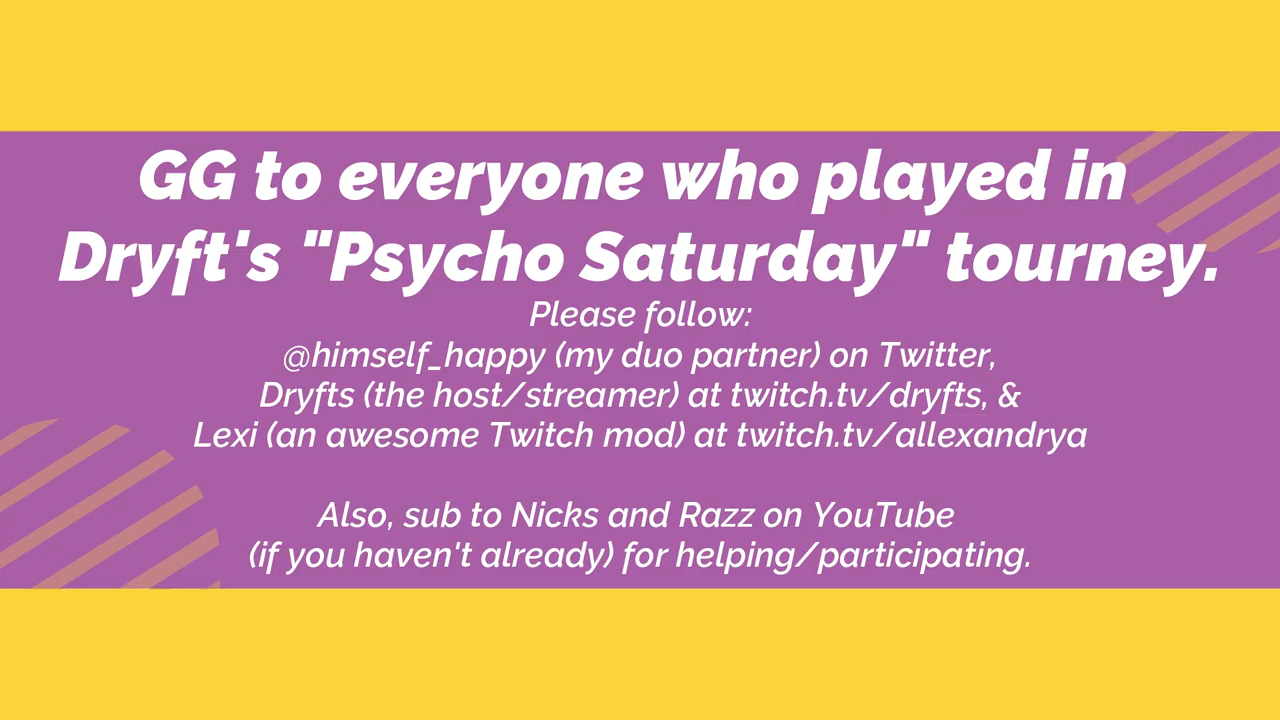 GG to everyone who played in
Dryft's "Psycho Saturday" tourney.
Please follow:
@himself_happy (my duo partner) on Twitter,
Dryfts (the host/streamer) at twitch.tv/dryfts, &
Lexi (an awesome Twitch mod) at twitch.tv/allexandrya
Also, sub to Nicks and Razz on YouTube
(if you haven't already) for helping/participating.